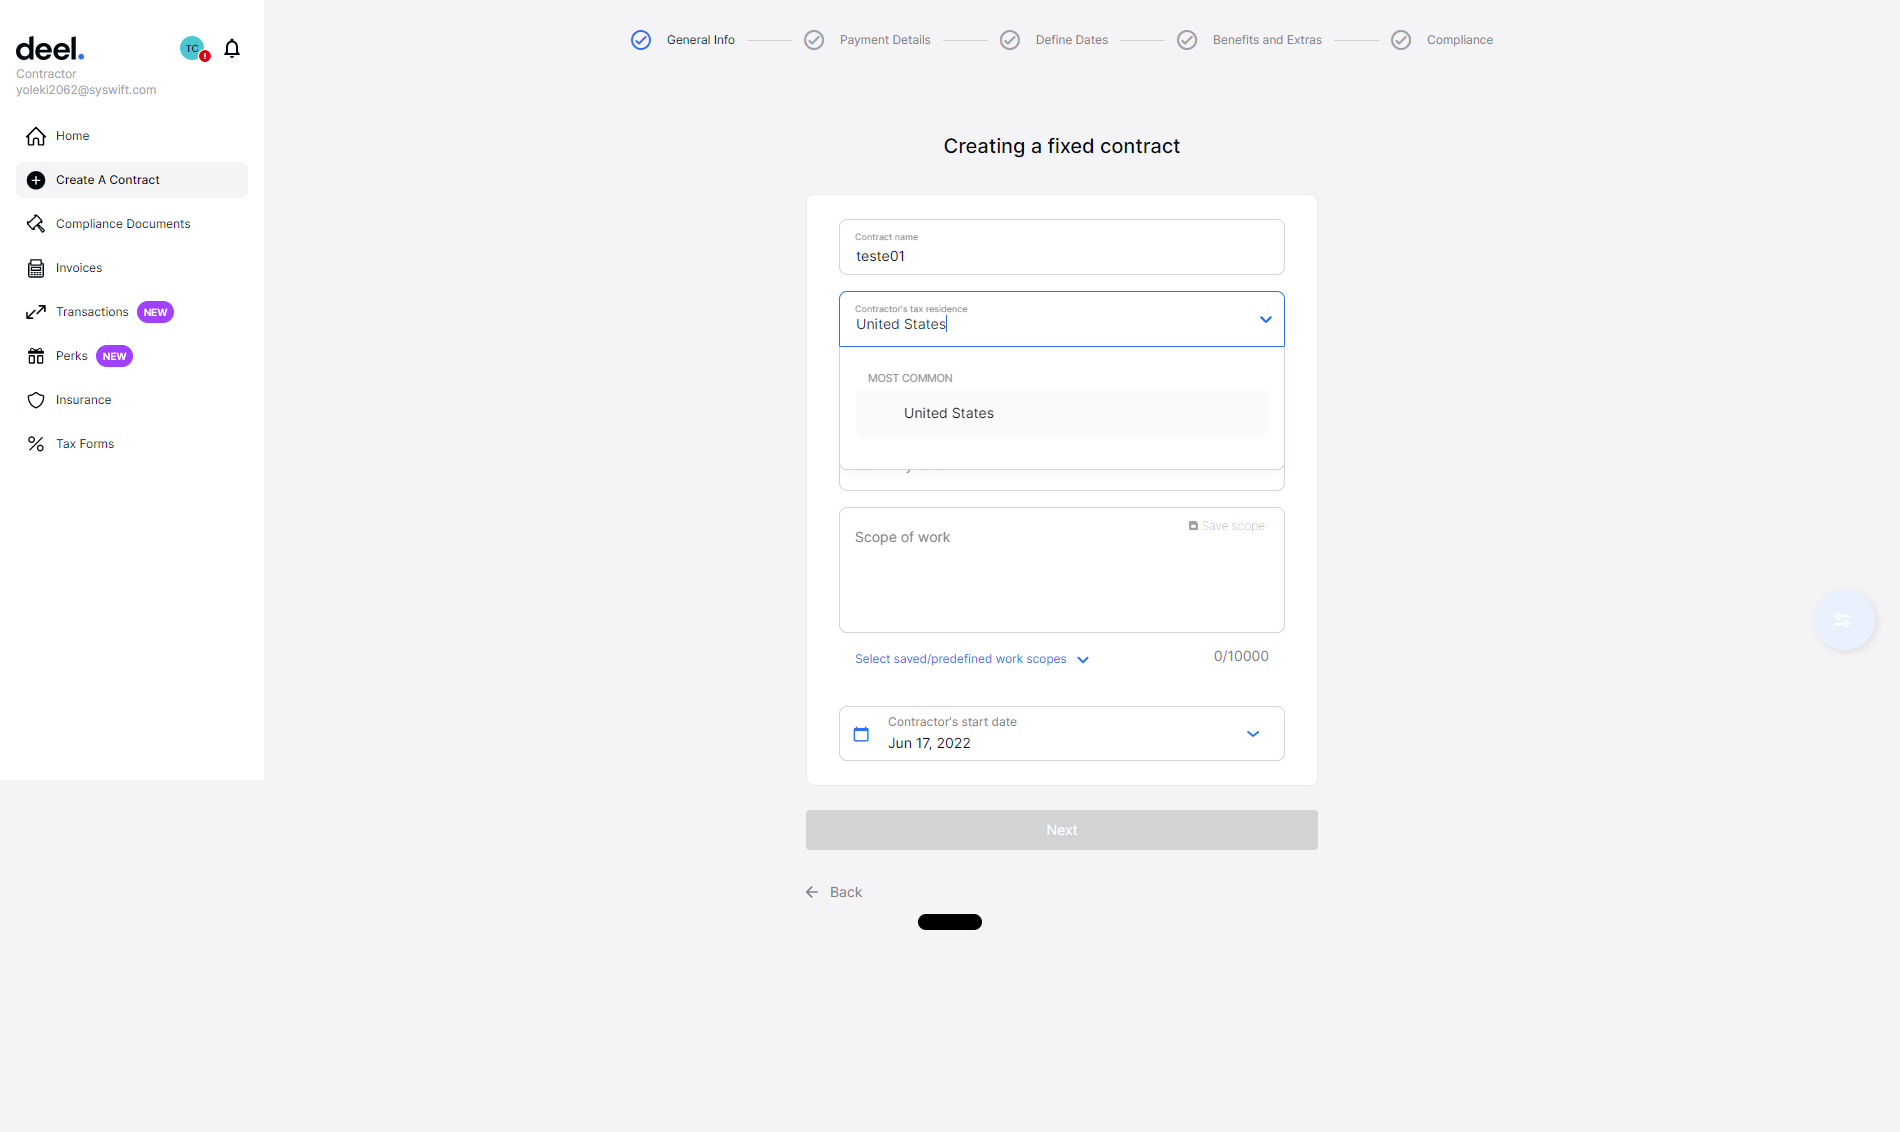 deel.
TC
Contractor
yoleki2062@syswift.com
Home
Create A Contract
Compliance Documents
Invoices
Transactions NEW
Perks NEW
Insurance
Tax Forms
General Info
Payment Details
Define Dates
Benefits and Extras
Compliance
Creating a fixed contract
Contract name
teste01
Contractor's tax residence
United States
MOST COMMON
United States
Save scope
Scope of work
Select saved/predefined work scopes
0/10000
Contractor's start date
Jun 17, 2022
Next
Back